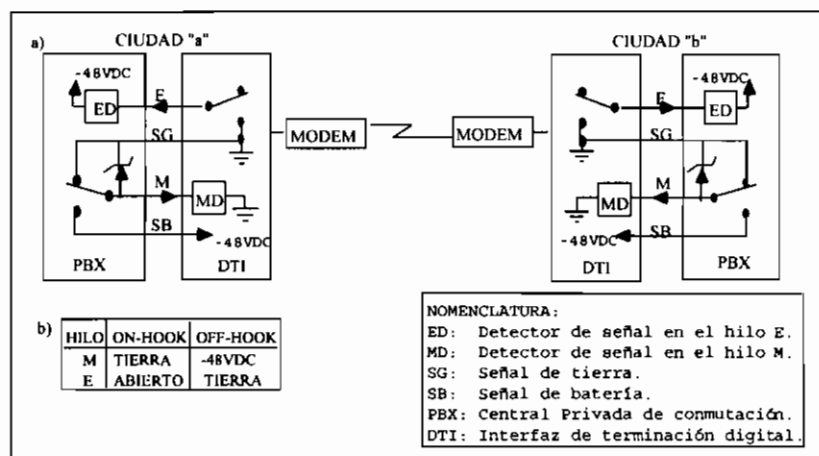 a)
CIUDAD "a"
CIUDAD "b"
-48VDC
E
ED
SG
M
MD
SB
-48VDC
PBX
DTI
MODEM
MODEM
E
ED
-48VDC
SG
M
MD
SB
-48VDC
DTI
PBX
b)
HILO ON-HOOK OFF-HOOK
M TIERRA -48VDC
E ABIERTO TIERRA
NOMENCLATURA:
ED: Detector de señal en el hilo E.
MD: Detector de señal en el hilo M.
SG: Señal de tierra.
SB: Señal de batería.
PBX: Central Privada de conmutación.
DTI: Interfaz de terminación digital.